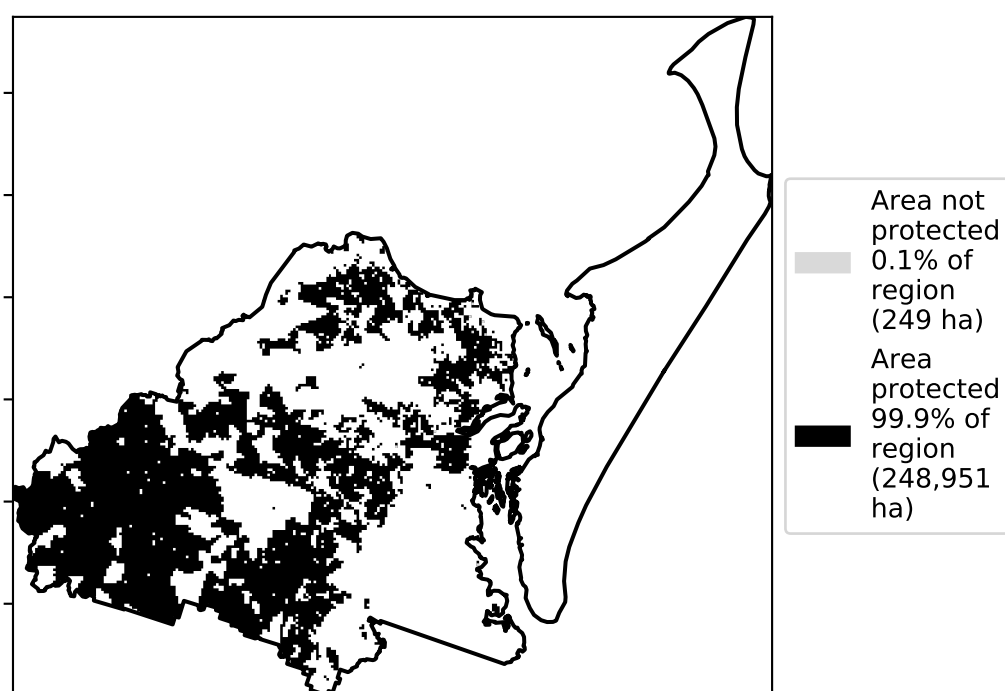 Area not
protected
0.1% of
region
(249 ha)
Area
protected
99.9% of
region
(248,951
ha)